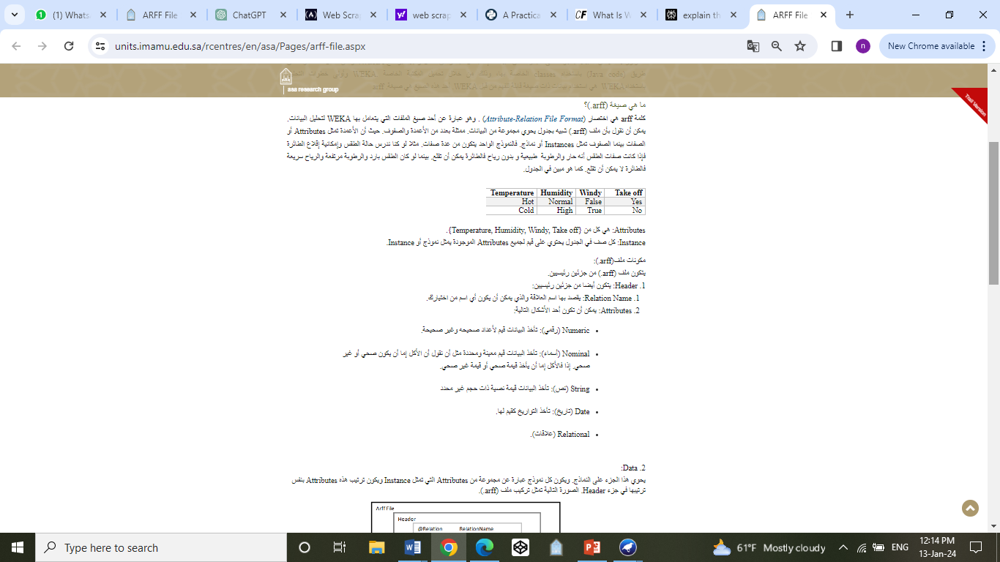 (1) Whats
ARFF File
ChatGPT
Web Scra
web scrap
A Practica
What Is W
explain th
ARFF File
units.imamu.edu.sa/rcentres/en/asa/Pages/arff-file.aspx
n
New Chrome available
asa research group
Trail Version
ما هي صيغة (arff.)؟
كلمة arff هي اختصار (Attribute-Relation File Format) . وهو عبارة عن أحد صيغ الملفات التي يتعامل بها WEKA لتحليل البيانات.
يمكن أن نقول بأن ملف (arff.) شبيه بجدول يحوي مجموعة من البيانات. ممثلة بعدد من الأعمدة والصفوف. حيث أن الأعمدة تمثل Attributes أو
الصفات بينما الصفوف تمثل Instances أو نماذج. فالنموذج الواحد يتكون من عدة صفات. مثلا لو كنا ندرس حالة الطقس وإمكانية إقلاع الطائرة
فإذا كانت صفات الطقس أنه حار والرطوبة طبيعية و بدون رياح فالطائرة يمكن أن تقلع. بينما لو كان الطقس بارد والرطوبة مرتفعة والرياح سريعة
فالطائرة لا يمكن أن تقلع. كما هو مبين في الجدول.
Temperature Humidity Windy Take off
Hot Normal False Yes
Cold High True No
Attributes: هي كل من {Temperature, Humidity, Windy, Take off}.
Instance: كل صف في الجدول يحتوي على قيم لجميع Attributes الموجودة يمثل نموذج أو Instance.
مكونات ملف(arff.):
يتكون ملف (arff.) من جزئين رئيسيين.
1. Header: يتكون أيضا من جزئين رئيسيين:
1. Relation Name: يقصد بها اسم العلاقة والذي يمكن أن يكون أي اسم من اختيارك.
2. Attributes: يمكن أن تكون أحد الأشكال التالية:
• Numeric (رقمي): تأخذ البيانات قيم لأعداد صحيحه وغير صحيحة.
• Nominal (أسماء): تأخذ البيانات قيم معينة ومحددة مثل أن نقول أن الأكل إما أن يكون صحي أو غير
صحي. إذا فالأكل إما أن يأخذ قيمة صحي أو قيمة غير صحي.
• String (نص): تأخذ البيانات قيمة نصية ذات حجم غير محدد
• Date (تاريخ): تأخذ التواريخ كقيم لها.
• Relational (علاقات).
2. Data:
يحوي هذا الجزء على النماذج. ويكون كل نموذج عبارة عن مجموعة من Attributes التي تمثل Instance ويكون ترتيب هذه Attributes بنفس
ترتيبها في جزء Header. الصورة التالية تمثل تركيب ملف (arff.).
Arff File
Header
@Relation RelationName
Type here to search
61°F Mostly cloudy
ENG
12:14 PM
13-Jan-24